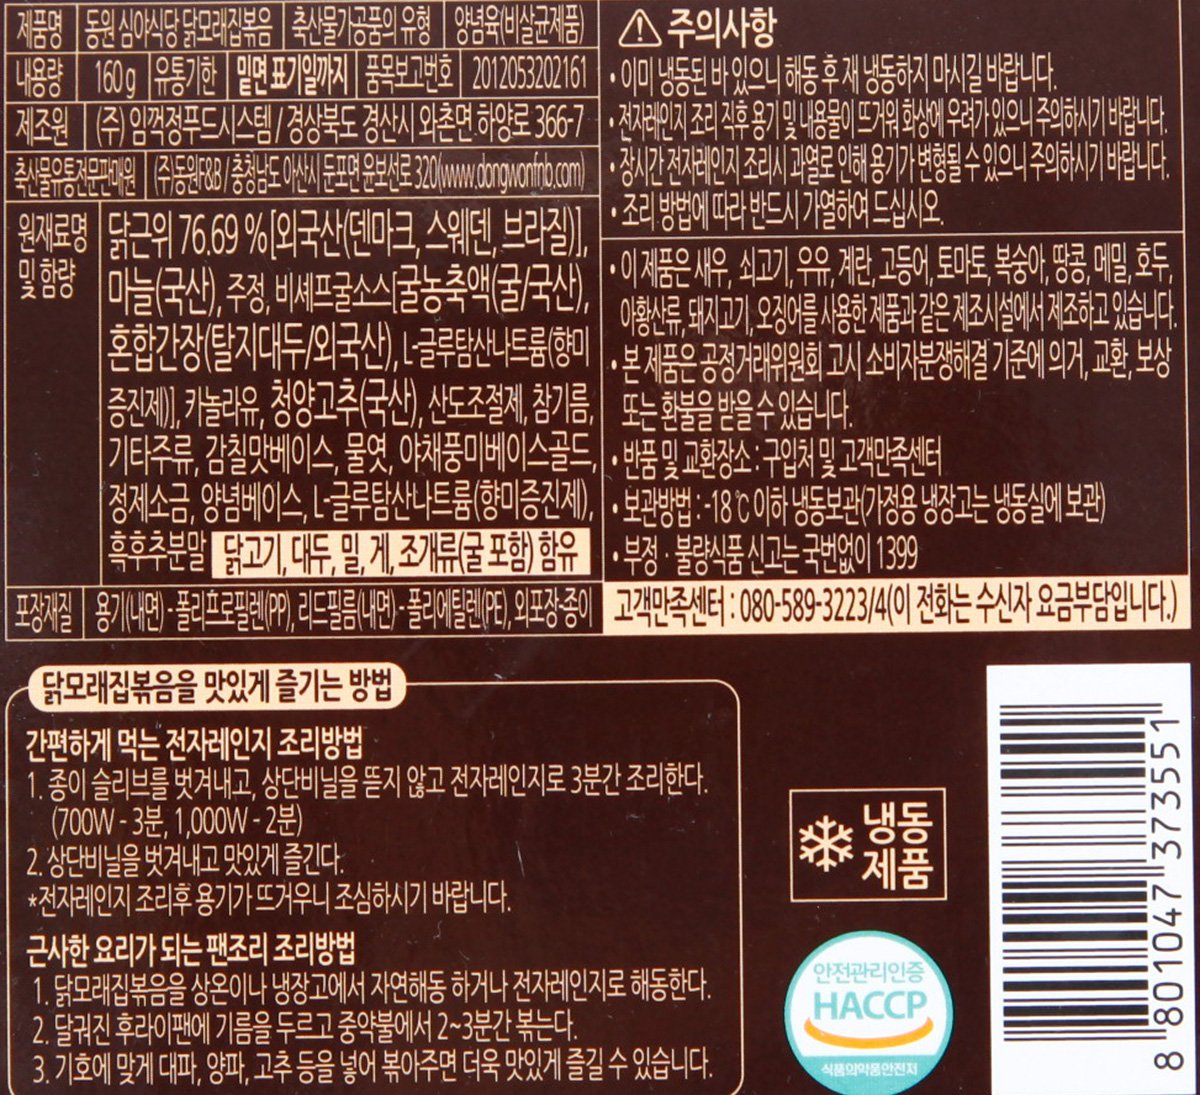 제품명 동원 심야식당 닭모래집볶음 축산물가공품의 유형 양념육(비살균제품)
내용량 160g 유통기한 밑면 표기일까지 품목보고번호 2012053202161
제조원 (주) 임꺽정푸드시스템 / 경상북도 경산시 와촌면 하양로 366-7
축산물유통전문판매원 (주)동원F&B / 충청남도 아산시 둔포면 윤보선로 320(www.dongwonfnb.com)
원재료명 및 함량
닭근위 76.69 %[외국산(덴마크, 스웨덴, 브라질)],
마늘(국산), 주정, 비셰프굴소스[굴농축액(굴/국산),
혼합간장(탈지대두/외국산), L-글루탐산나트륨(향미
증진제)], 카놀라유, 청양고추(국산), 산도조절제, 참기름,
기타주류, 감칠맛베이스, 물엿, 야채풍미베이스골드,
정제소금, 양념베이스, L-글루탐산나트륨(향미증진제),
흑후추분말 닭고기, 대두, 밀, 게, 조개류(굴 포함) 함유
포장재질 용기(내면)-폴리프로필렌(PP), 리드필름(내면)-폴리에틸렌(PE), 외포장-종이
주의사항
• 이미 냉동된 바 있으니 해동 후 재 냉동하지 마시길 바랍니다.
• 전자레인지 조리 직후 용기 및 내용물이 뜨거워 화상에 우려가 있으니 주의하시기 바랍니다.
• 장시간 전자레인지 조리시 과열로 인해 용기가 변형될 수 있으니 주의하시기 바랍니다.
• 조리 방법에 따라 반드시 가열하여 드십시오.
• 이 제품은 새우, 쇠고기, 우유, 계란, 고등어, 토마토, 복숭아, 땅콩, 메밀, 호두,
아황산류, 돼지고기, 오징어를 사용한 제품과 같은 제조시설에서 제조하고 있습니다.
• 본 제품은 공정거래위원회 고시 소비자분쟁해결 기준에 의거, 교환, 보상
또는 환불을 받을 수 있습니다.
• 반품 및 교환장소 : 구입처 및 고객만족센터
• 보관방법 : -18℃ 이하 냉동보관(가정용 냉장고는 냉동실에 보관)
• 부정 · 불량식품 신고는 국번없이 1399
고객만족센터 : 080-589-3223/4(이 전화는 수신자 요금부담입니다.)
닭모래집볶음을 맛있게 즐기는 방법
간편하게 먹는 전자레인지 조리방법
1. 종이 슬리브를 벗겨내고, 상단비닐을 뜯지 않고 전자레인지로 3분간 조리한다.
(700W - 3분, 1,000W - 2분)
2. 상단비닐을 벗겨내고 맛있게 즐긴다.
*전자레인지 조리후 용기가 뜨거우니 조심하시기 바랍니다.
근사한 요리가 되는 팬조리 조리방법
1. 닭모래집볶음을 상온이나 냉장고에서 자연해동 하거나 전자레인지로 해동한다.
2. 달궈진 후라이팬에 기름을 두르고 중약불에서 2~3분간 볶는다.
3. 기호에 맞게 대파, 양파, 고추 등을 넣어 볶아주면 더욱 맛있게 즐길 수 있습니다.
냉동
제품
안전관리인증
HACCP
식품의약품안전처
8 801047 373551